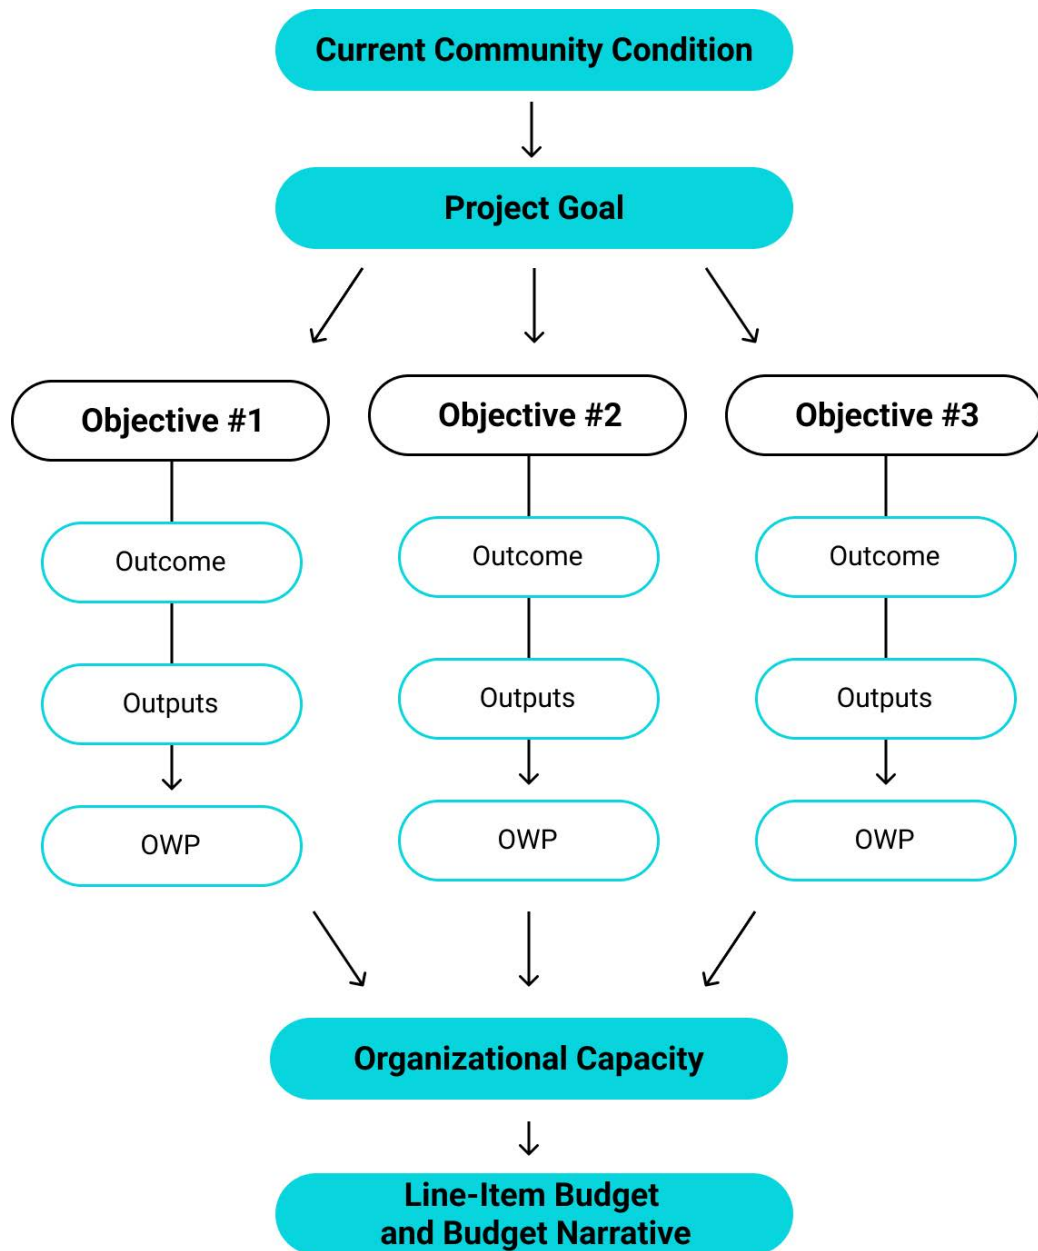 Current Community Condition
Project Goal
Objective #1
Objective #2
Objective #3
Outcome
Outcome
Outcome
Outputs
Outputs
Outputs
OWP
OWP
OWP
Organizational Capacity
Line-Item Budget
and Budget Narrative